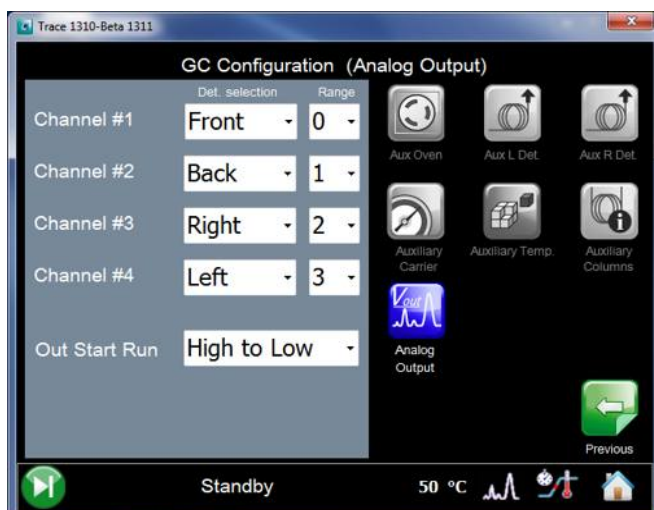 Trace 1310-Beta 1311
GC Configuration (Analog Output)
Det. selection Range
Channel #1 Front 0
Channel #2 Back 1
Channel #3 Right 2
Channel #4 Left 3
Out Start Run High to Low
Aux Oven Aux L Det. Aux R Det.
Auxiliary Carrier
Auxiliary Temp.
Auxiliary Columns
Vout
Analog
Output
Previous
Standby 50 °C